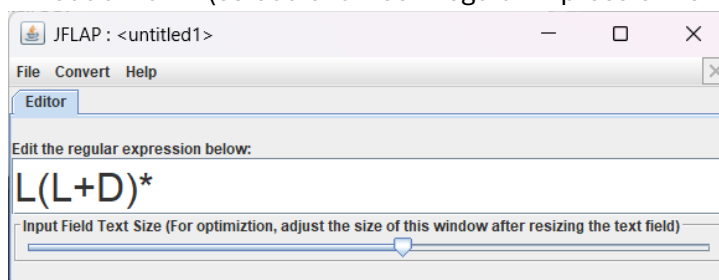 JFLAP : <untitled1>
File Convert Help
Editor
Edit the regular expression below:
L(L+D)*
Input Field Text Size (For optimiztion, adjust the size of this window after resizing the text field)